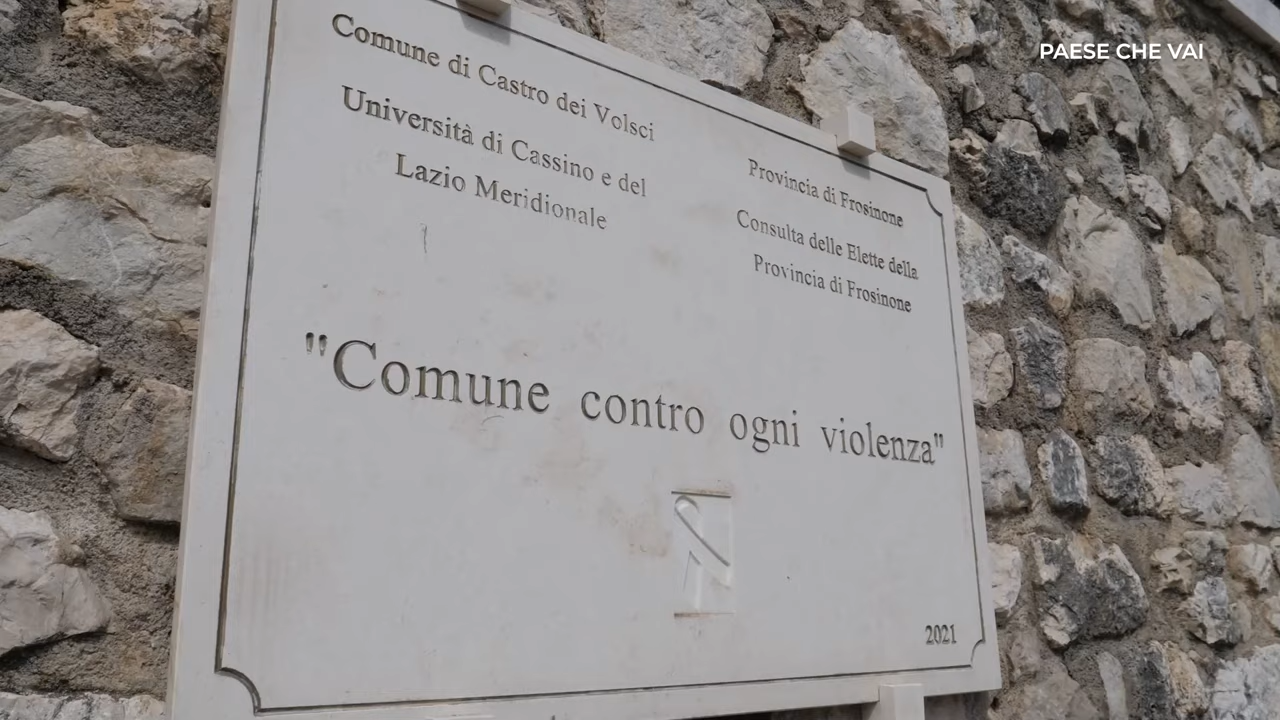 PAESE CHE VAI
Comune di Castro dei Volsci
Università di Cassino e del
Lazio Meridionale
Provincia di Frosinone
Consulta delle Elette della
Provincia di Frosinone
"Comune contro ogni violenza"
2021